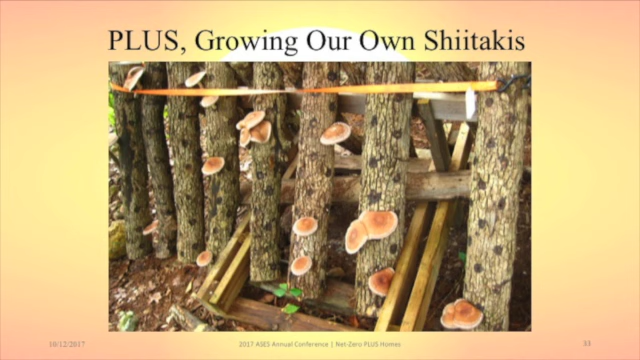 PLUS, Growing Our Own Shiitakis
10/12/2017
2017 ASES Annual Conference | Net-Zero PLUS Homes
33